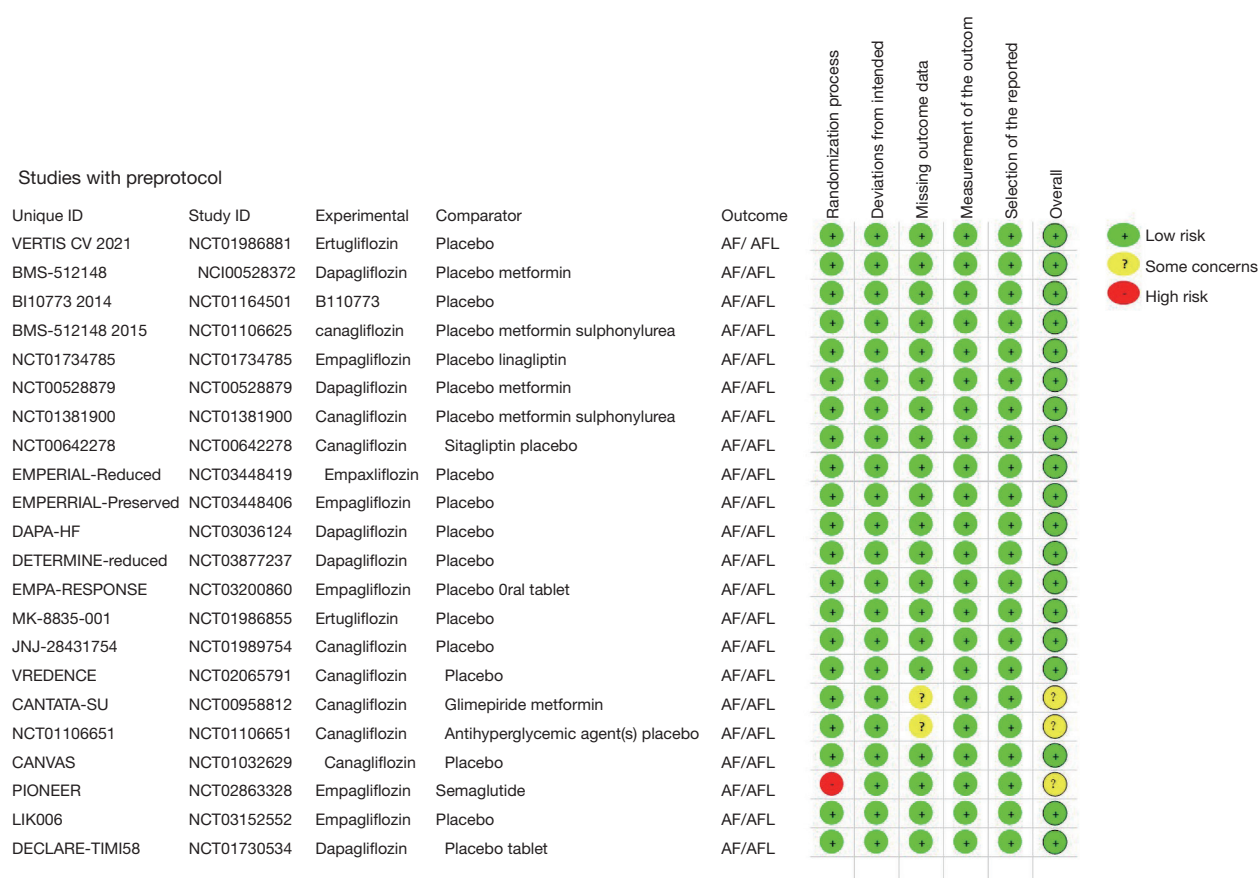 Randomization process
Deviations from intended
Missing outcome data
Measurement of the outcom
Selection of the reported
Overall
Studies with preprotocol
Unique ID Study ID Experimental Comparator Outcome
VERTIS CV 2021 NCT01986881 Ertugliflozin Placebo AF/ AFL + + + + + +
BMS-512148 NCI00528372 Dapagliflozin Placebo metformin AF/AFL + + + + + +
BI10773 2014 NCT01164501 B110773 Placebo AF/AFL + + + + + +
BMS-512148 2015 NCT01106625 canagliflozin Placebo metformin sulphonylurea AF/AFL + + + + + +
NCT01734785 NCT01734785 Empagliflozin Placebo linagliptin AF/AFL + + + + + +
NCT00528879 NCT00528879 Dapagliflozin Placebo metformin AF/AFL + + + + + +
NCT01381900 NCT01381900 Canagliflozin Placebo metformin sulphonylurea AF/AFL + + + + + +
NCT00642278 NCT00642278 Canagliflozin Sitagliptin placebo AF/AFL + + + + + +
EMPERIAL-Reduced NCT03448419 Empaxliflozin Placebo AF/AFL + + + + + +
EMPERRIAL-Preserved NCT03448406 Empagliflozin Placebo AF/AFL + + + + + +
DAPA-HF NCT03036124 Dapagliflozin Placebo AF/AFL + + + + + +
DETERMINE-reduced NCT03877237 Dapagliflozin Placebo AF/AFL + + + + + +
EMPA-RESPONSE NCT03200860 Empagliflozin Placebo 0ral tablet AF/AFL + + + + + +
MK-8835-001 NCT01986855 Ertugliflozin Placebo AF/AFL + + + + + +
JNJ-28431754 NCT01989754 Canagliflozin Placebo AF/AFL + + + + + +
VREDENCE NCT02065791 Canagliflozin Placebo AF/AFL + + + + + +
CANTATA-SU NCT00958812 Canagliflozin Glimepiride metformin AF/AFL + + ? + + ?
NCT01106651 NCT01106651 Canagliflozin Antihyperglycemic agent(s) placebo AF/AFL + + ? + + ?
CANVAS NCT01032629 Canagliflozin Placebo AF/AFL + + + + + +
PIONEER NCT02863328 Empagliflozin Semaglutide AF/AFL - + + + + ?
LIK006 NCT03152552 Empagliflozin Placebo AF/AFL + + + + + +
DECLARE-TIMI58 NCT01730534 Dapagliflozin Placebo tablet AF/AFL + + + + + +
+ Low risk
? Some concerns
- High risk